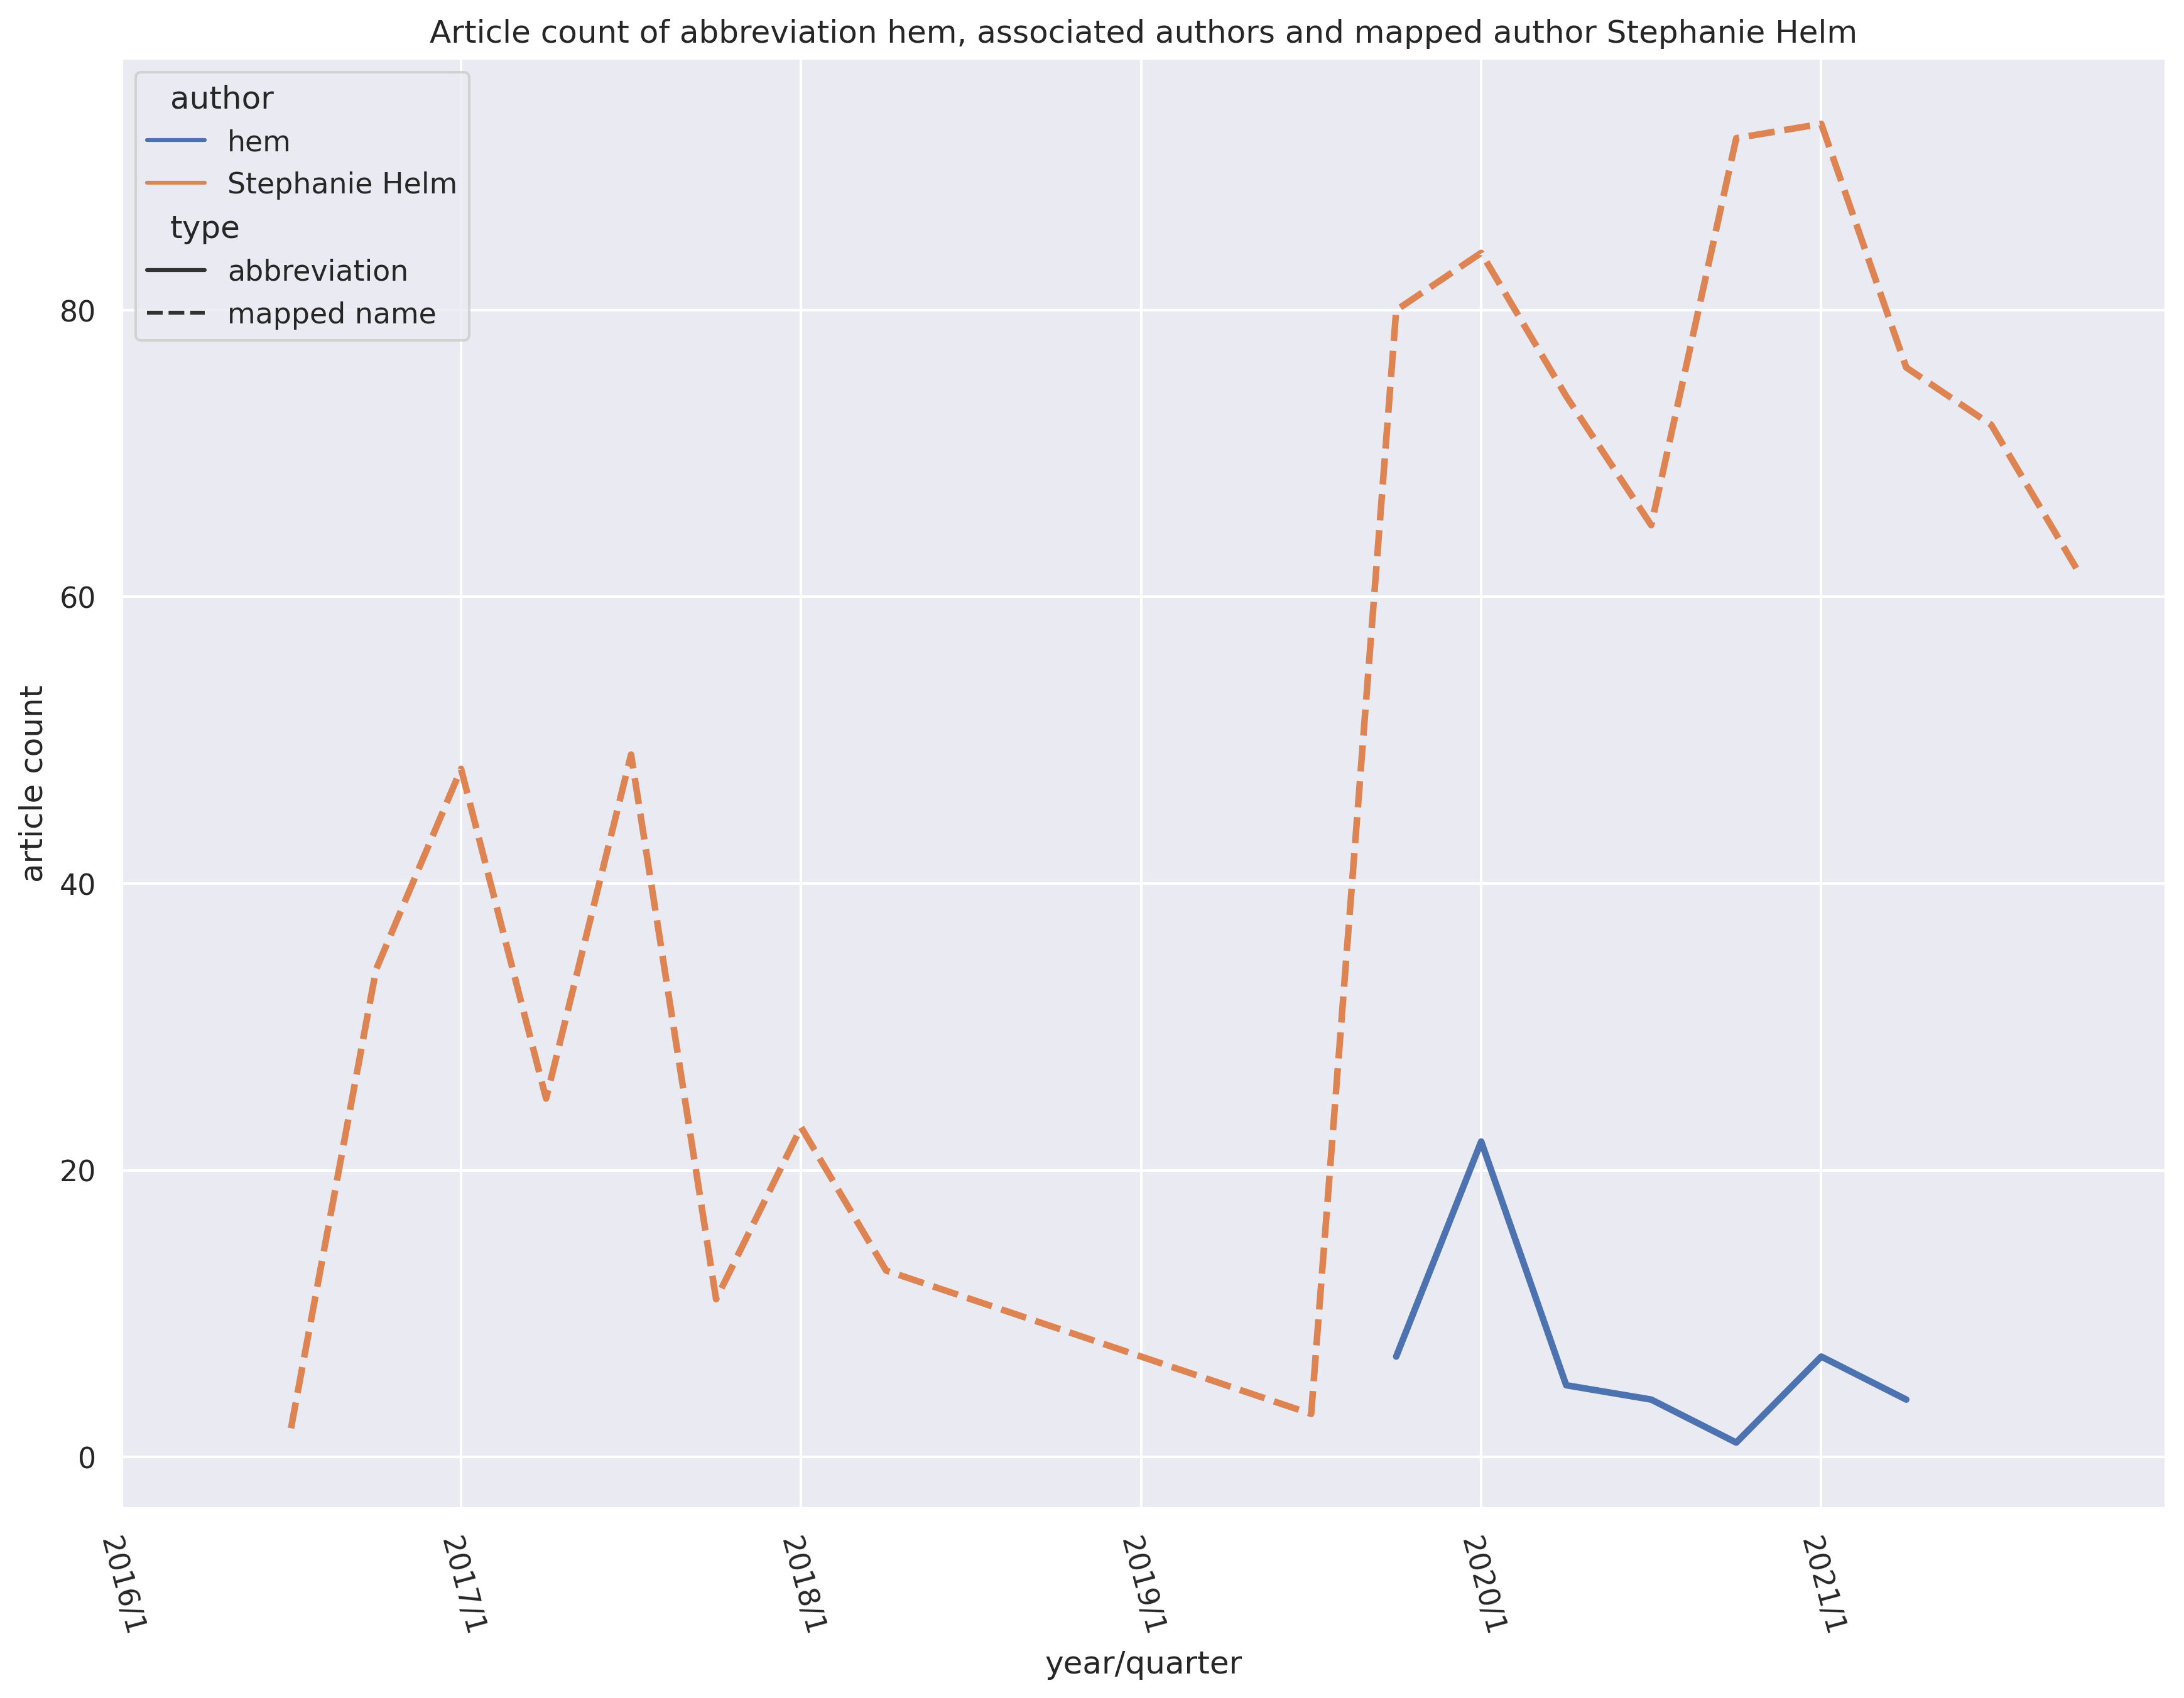 Article count of abbreviation hem, associated authors and mapped author Stephanie Helm
author
hem
Stephanie Helm
type
abbreviation
mapped name
article count
80
60
40
20
0
2016/1
2017/1
2018/1
2019/1
2020/1
2021/1
year/quarter